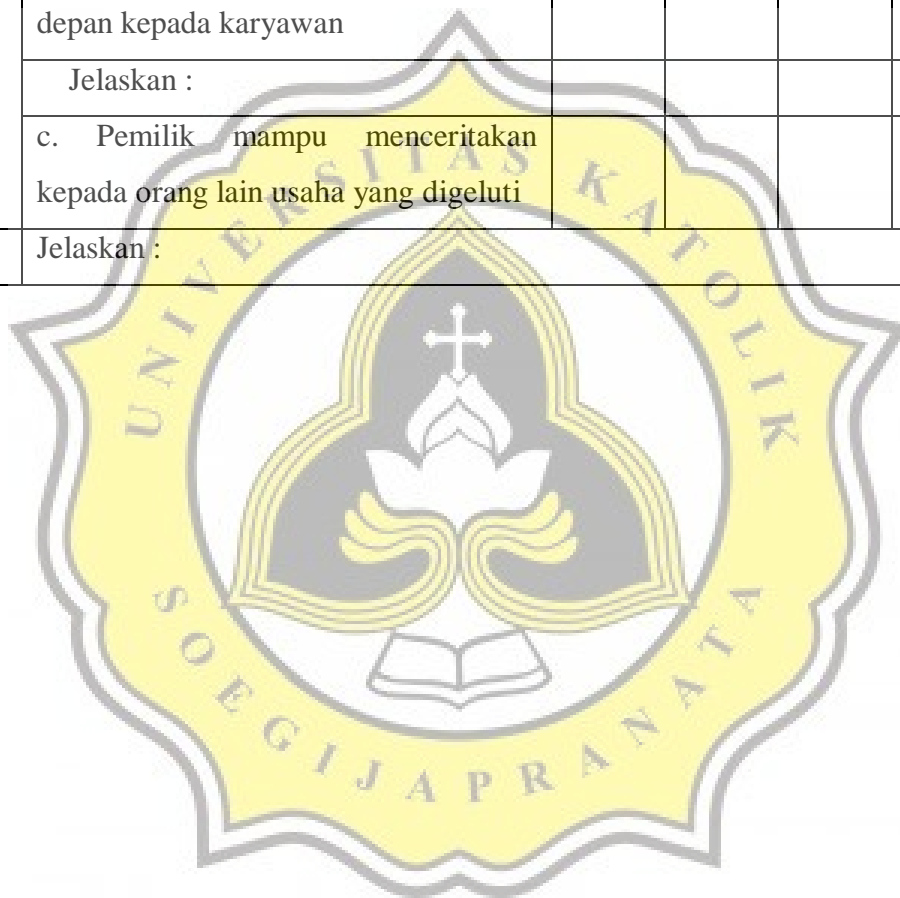 depan kepada karyawan
Jelaskan :
c. Pemilik mampu menceritakan
kepada orang lain usaha yang digeluti
Jelaskan :
UNIVERSITAS KATOLIK
SOEGIJAPRANATA